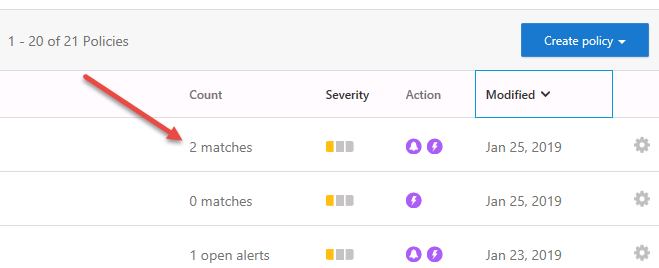 1 - 20 of 21 Policies
Create policy
Count Severity Action Modified
2 matches Jan 25, 2019
0 matches Jan 25, 2019
1 open alerts Jan 23, 2019